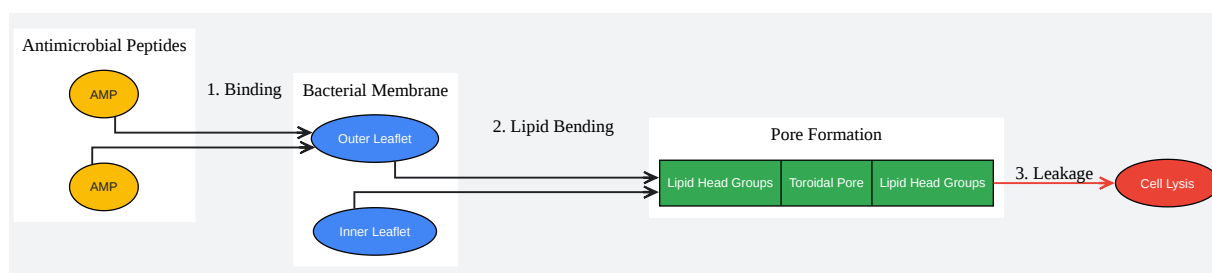 Antimicrobial Peptides
AMP
AMP
1. Binding
Bacterial Membrane
Outer Leaflet
Inner Leaflet
2. Lipid Bending
Pore Formation
Lipid Head Groups
Toroidal Pore
Lipid Head Groups
3. Leakage
Cell Lysis